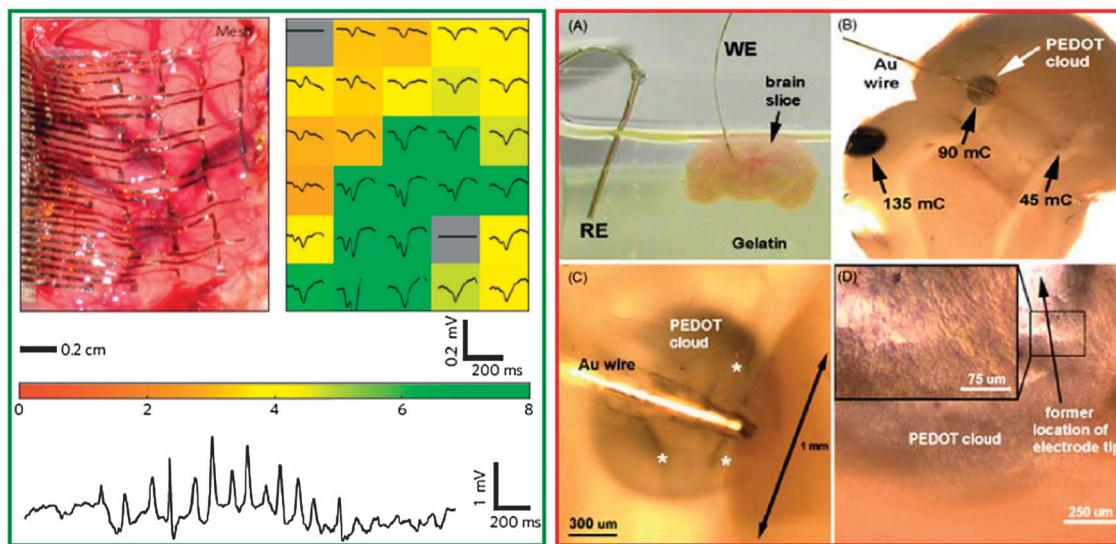 Mesh
0.2 cm
0.2 mV
200 ms
0 2 4 6 8
1 mV
200 ms
(A)
WE
brain
slice
RE
Gelatin
(B)
PEDOT
cloud
Au
wire
90 mC
135 mC
45 mC
(C)
PEDOT
cloud
Au wire
1 mm
300 um
(D)
75 um
former
location of
electrode tip
PEDOT cloud
250 um